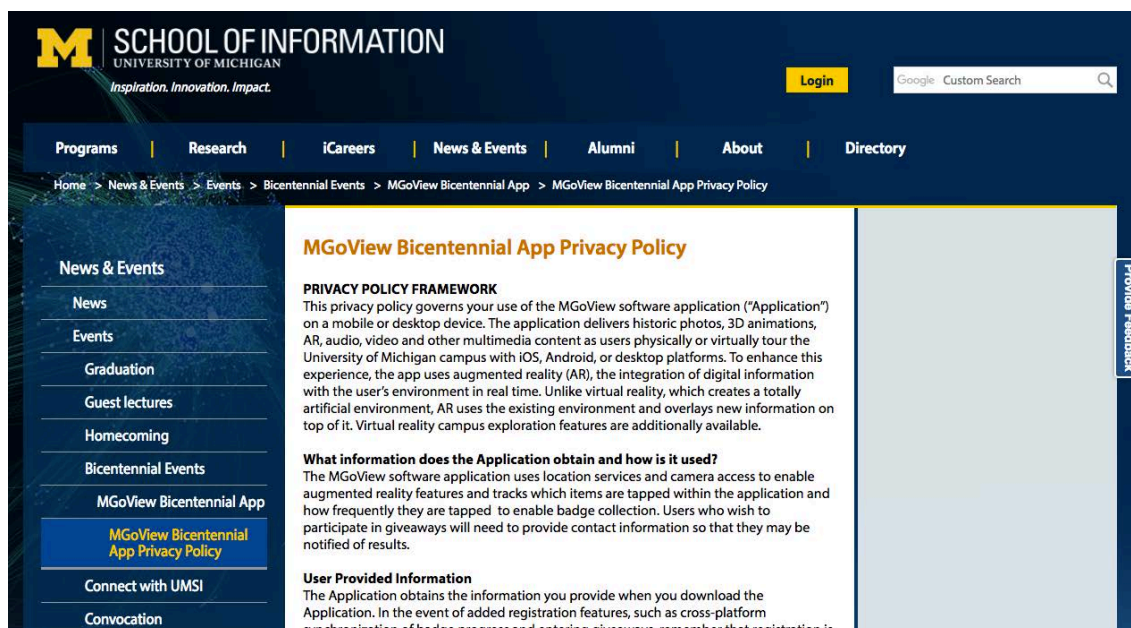 M SCHOOL OF INFORMATION
UNIVERSITY OF MICHIGAN
Inspiration. Innovation. Impact.
Login
Google Custom Search
Programs | Research | iCareers | News & Events | Alumni | About | Directory
Home > News & Events > Events > Bicentennial Events > MGoView Bicentennial App > MGoView Bicentennial App Privacy Policy
News & Events
News
Events
Graduation
Guest lectures
Homecoming
Bicentennial Events
MGoView Bicentennial App
MGoView Bicentennial
App Privacy Policy
Connect with UMSI
Convocation
MGoView Bicentennial App Privacy Policy
PRIVACY POLICY FRAMEWORK
This privacy policy governs your use of the MGoView software application (“Application”)
on a mobile or desktop device. The application delivers historic photos, 3D animations,
AR, audio, video and other multimedia content as users physically or virtually tour the
University of Michigan campus with iOS, Android, or desktop platforms. To enhance this
experience, the app uses augmented reality (AR), the integration of digital information
with the user’s environment in real time. Unlike virtual reality, which creates a totally
artificial environment, AR uses the existing environment and overlays new information on
top of it. Virtual reality campus exploration features are additionally available.
What information does the Application obtain and how is it used?
The MGoView software application uses location services and camera access to enable
augmented reality features and tracks which items are tapped within the application and
how frequently they are tapped to enable badge collection. Users who wish to
participate in giveaways will need to provide contact information so that they may be
notified of results.
User Provided Information
The Application obtains the information you provide when you download the
Application. In the event of added registration features, such as cross-platform
synchronization of badge progress and entering giveaways, remember that registration is
Provide Feedback